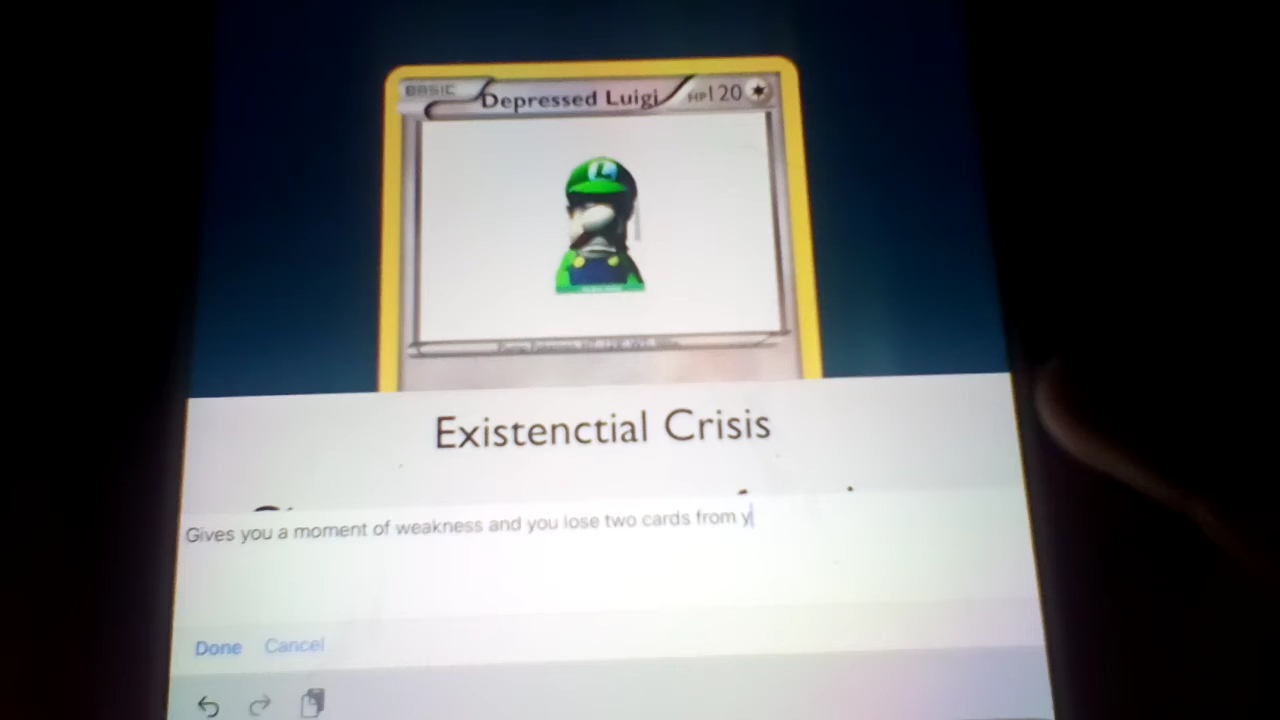 BASIC
Depressed Luigi
HP120
Existenctial Crisis
Gives you a moment of weakness and you lose two cards from y
Done Cancel